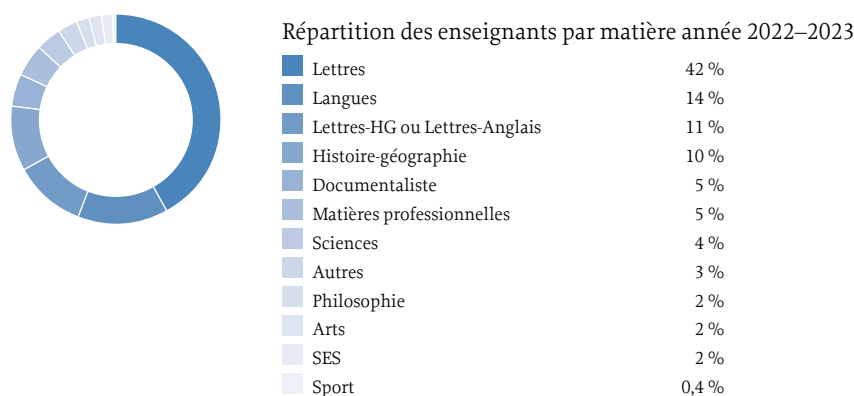 Répartition des enseignants par matière année 2022–2023
Lettres 42 %
Langues 14 %
Lettres-HG ou Lettres-Anglais 11 %
Histoire-géographie 10 %
Documentaliste 5 %
Matières professionnelles 5 %
Sciences 4 %
Autres 3 %
Philosophie 2 %
Arts 2 %
SES 2 %
Sport 0,4 %